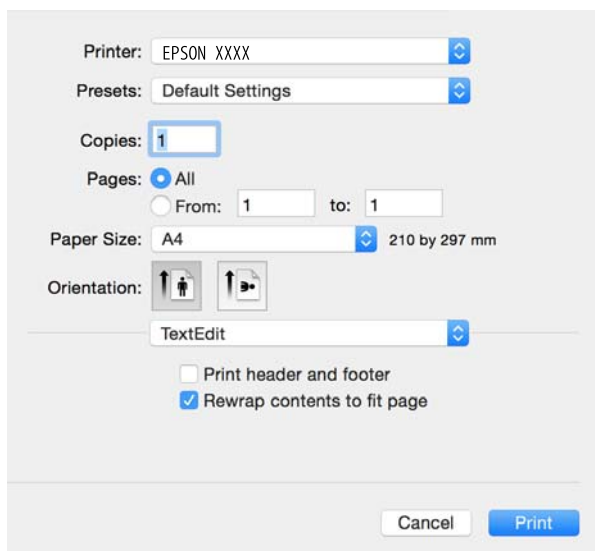 Printer: EPSON XXXX
Presets: Default Settings
Copies: 1
Pages: All
From: 1 to: 1
Paper Size: A4 210 by 297 mm
Orientation:
TextEdit
Print header and footer
Rewrap contents to fit page
Cancel Print